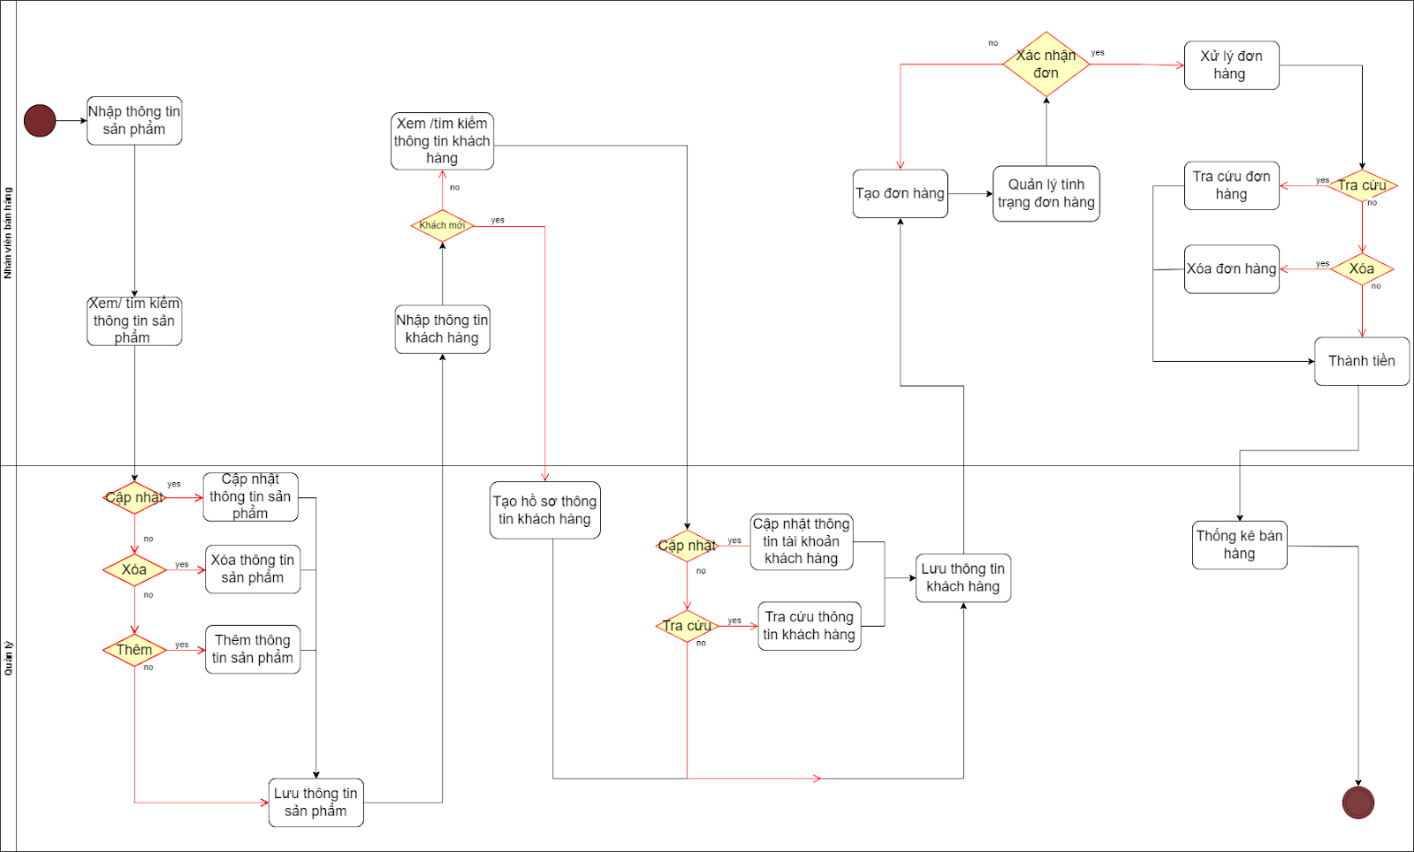 Nhân viên bán hàng
Nhập thông tin
sản phẩm
Xem/ tìm kiếm
thông tin sản
phẩm
Xem /tìm kiếm
thông tin khách
hàng
no
Khách mới
yes
Nhập thông tin
khách hàng
no
Xác nhận
đơn
yes
Xử lý đơn
hàng
Tạo đơn hàng
Quản lý tình
trạng đơn hàng
Tra cứu đơn
hàng
yes
Tra cứu
no
Xóa đơn hàng
yes
Xóa
no
Thành tiền
Quản lý
Cập nhật
yes
Cập nhật
thông tin sản
phẩm
no
Xóa
yes
Xóa thông tin
sản phẩm
no
Thêm
yes
Thêm thông
tin sản phẩm
no
Lưu thông tin
sản phẩm
Tạo hồ sơ thông
tin khách hàng
Cập nhật
yes
Cập nhật thông
tin tài khoản
khách hàng
no
Tra cứu
yes
Tra cứu thông
tin khách hàng
no
Lưu thông tin
khách hàng
Thống kê bán
hàng